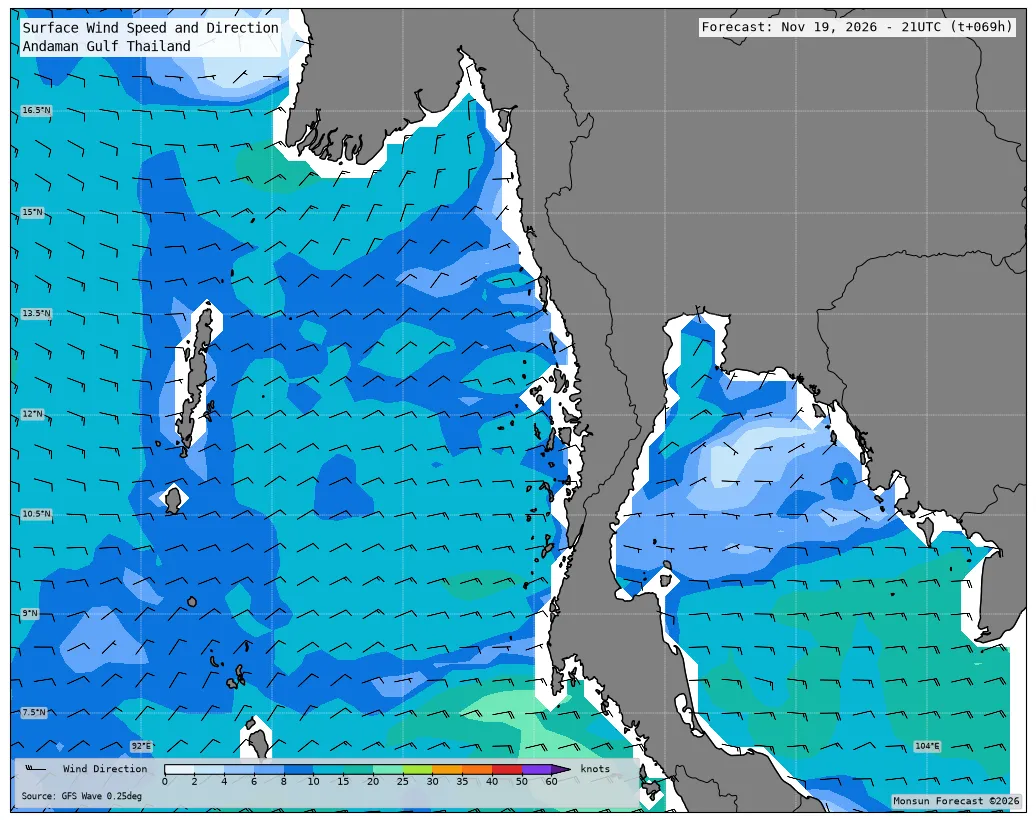 Surface Wind Speed and Direction
Andaman Gulf Thailand
Forecast: Nov 19, 2026 - 21UTC (t+069h)
16.5°N
15°N
13.5°N
12°N
10.5°N
9°N
7.5°N
92°E
104°E
Wind Direction
knots
0 2 4 6 8 10 15 20 25 30 35 40 50 60
Source: GFS Wave 0.25deg
Monsun Forecast ©2026